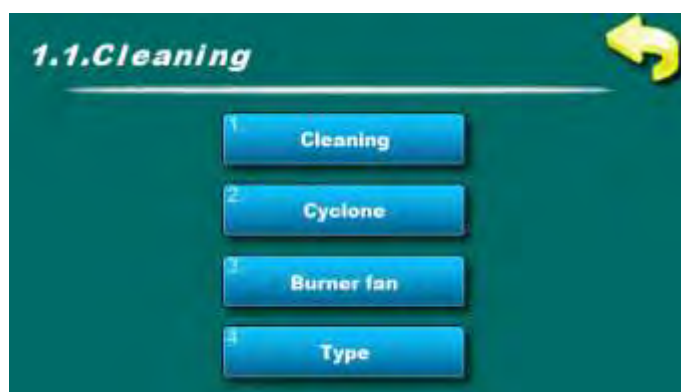 1.1.Cleaning
1. Cleaning
2. Cyclone
3. Burner fan
4. Type